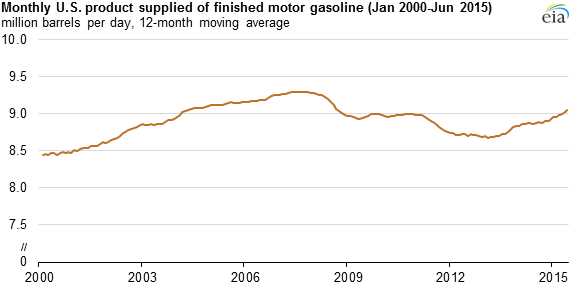 Monthly U.S. product supplied of finished motor gasoline (Jan 2000-Jun 2015)
million barrels per day, 12-month moving average
eia
10.0
9.5
9.0
8.5
8.0
7.5
//
0
2000 2003 2006 2009 2012 2015